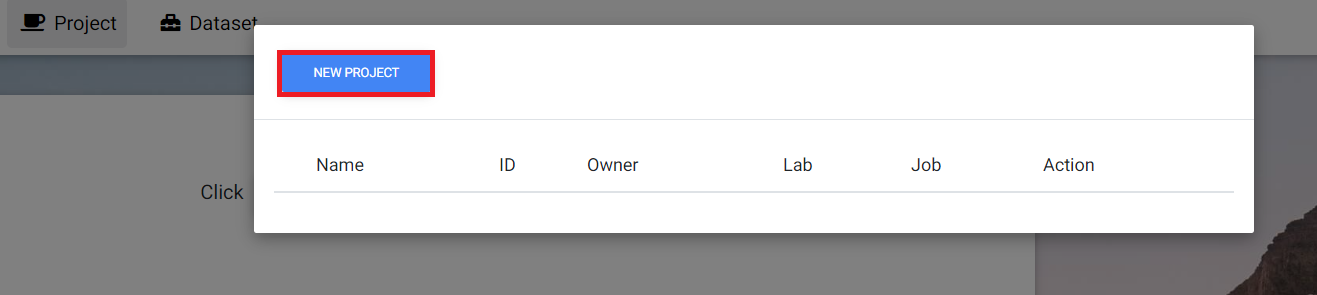 Project Dataset
NEW PROJECT
Name ID Owner Lab Job Action
Click